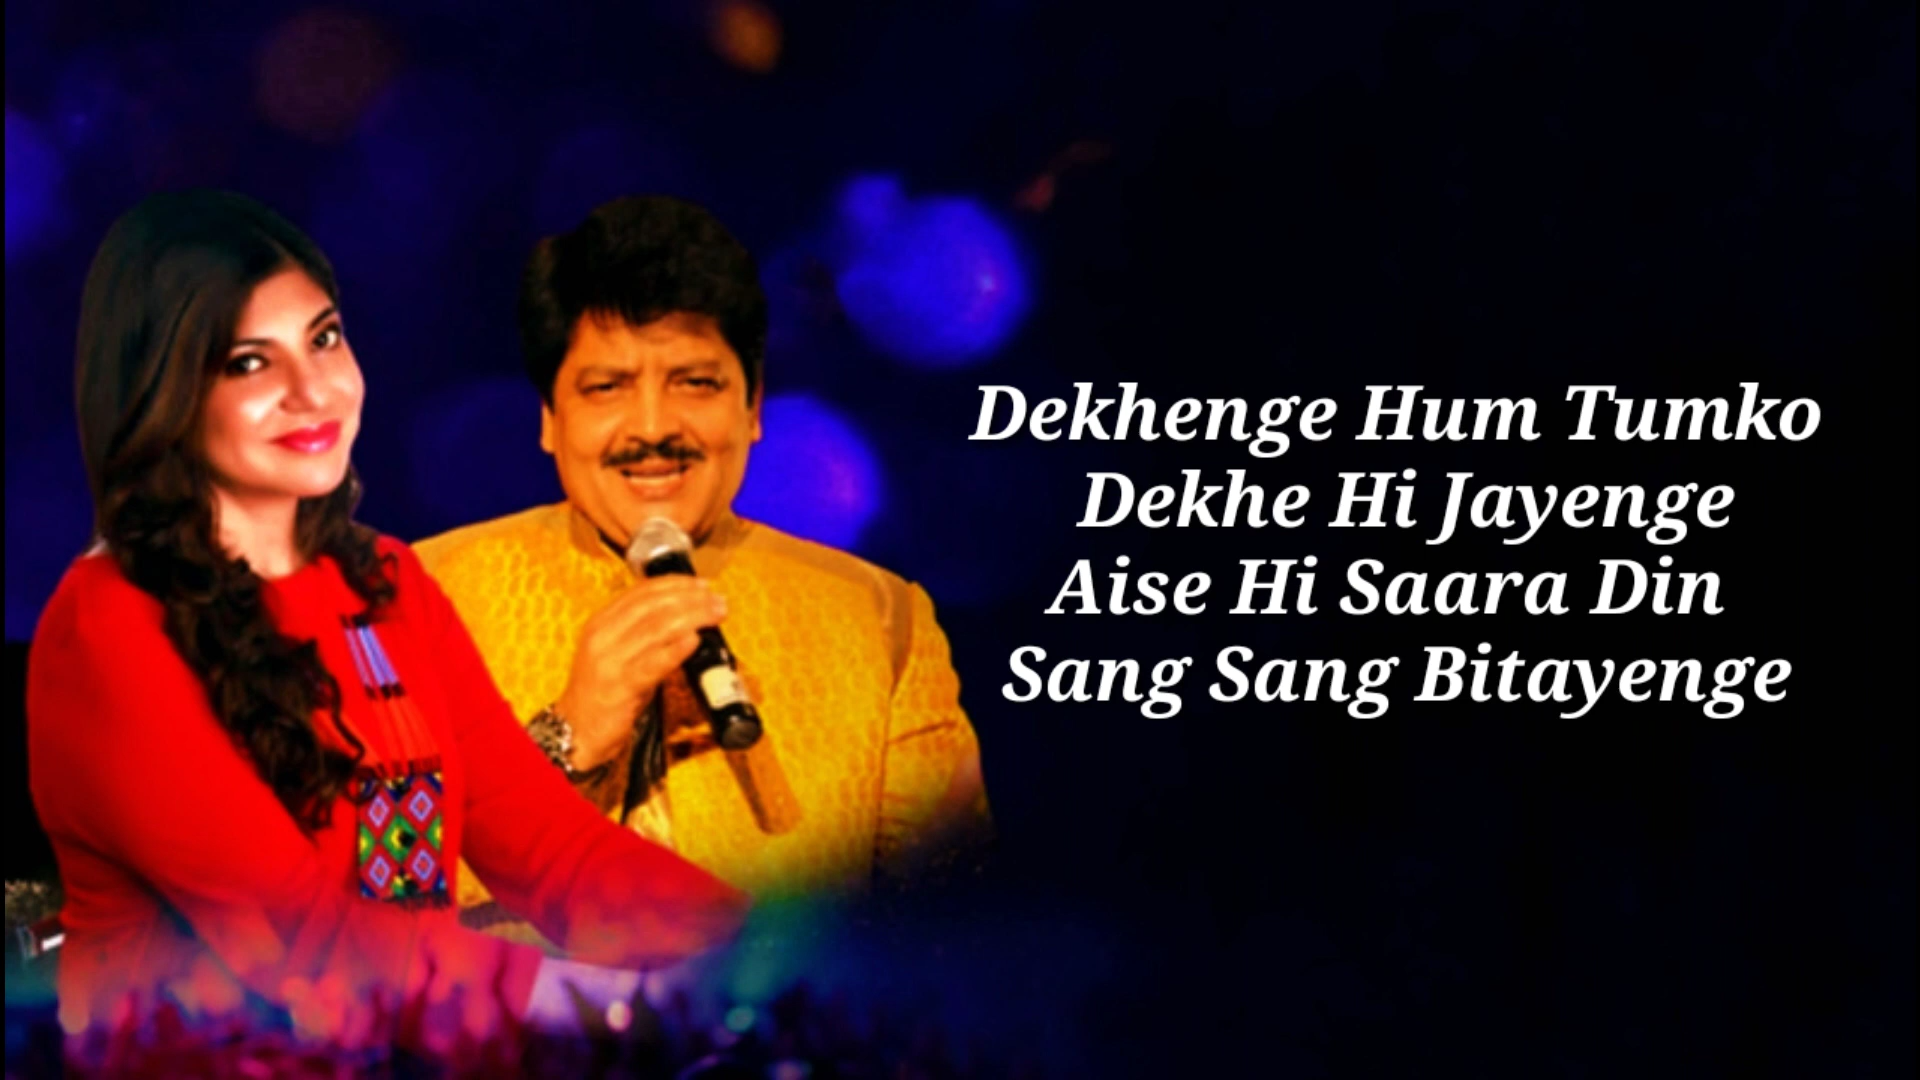 Dekhenge Hum Tumko
Dekhe Hi Jayenge
Aise Hi Saara Din
Sang Sang Bitayenge